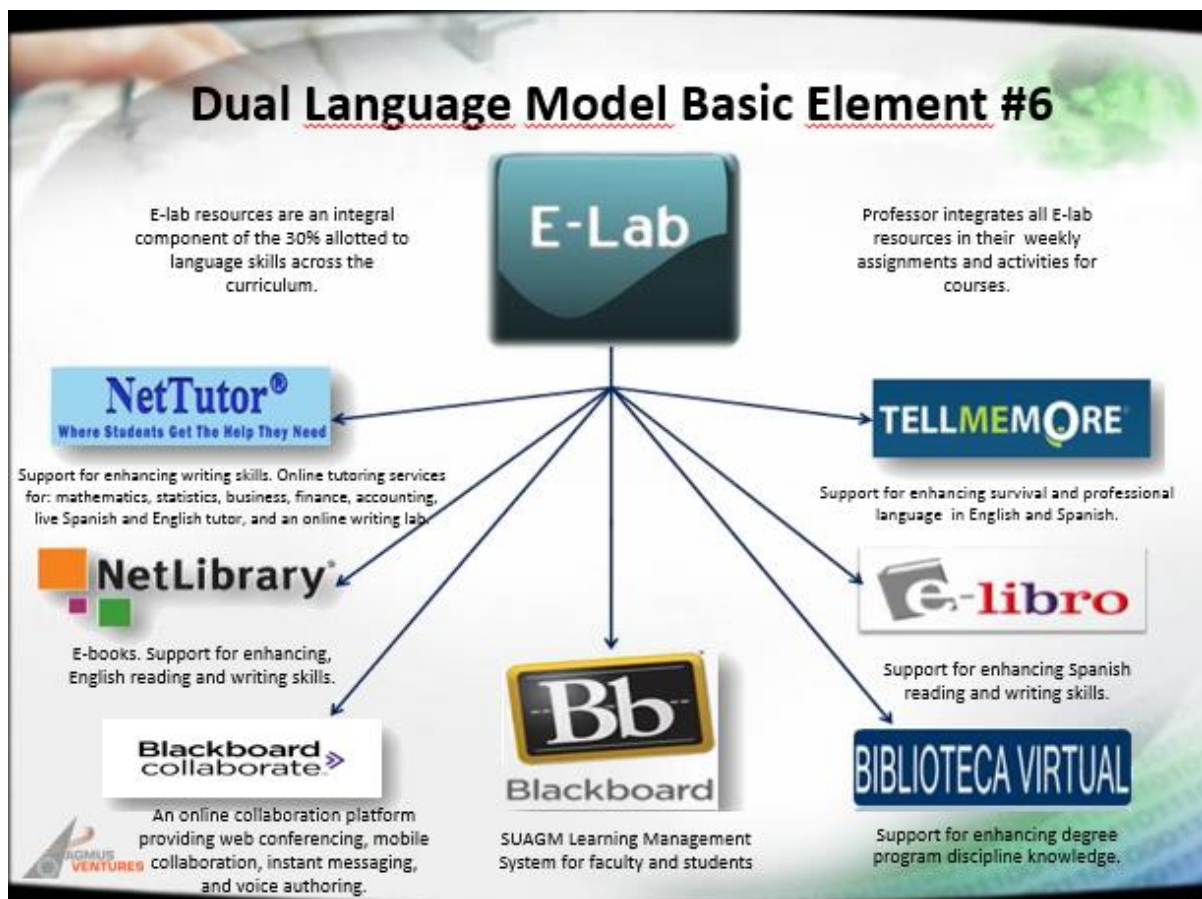 Dual Language Model Basic Element #6
E-Lab
E-lab resources are an integral
component of the 30% allotted to
language skills across the
curriculum.
Professor integrates all E-lab
resources in their weekly
assignments and activities for
courses.
NetTutor®
Where Students Get The Help They Need
Support for enhancing writing skills. Online tutoring services
for: mathematics, statistics, business, finance, accounting,
live Spanish and English tutor, and an online writing lab.
TELLMEMORE®
Support for enhancing survival and professional
language in English and Spanish.
NetLibrary®
E-books. Support for enhancing,
English reading and writing skills.
e-libro
Support for enhancing Spanish
reading and writing skills.
Blackboard
collaborate™
An online collaboration platform
providing web conferencing, mobile
collaboration, instant messaging,
and voice authoring.
Bb
Blackboard
SUAGM Learning Management
System for faculty and students
BIBLIOTECA VIRTUAL
Support for enhancing degree
program discipline knowledge.
AGMUS
VENTURES